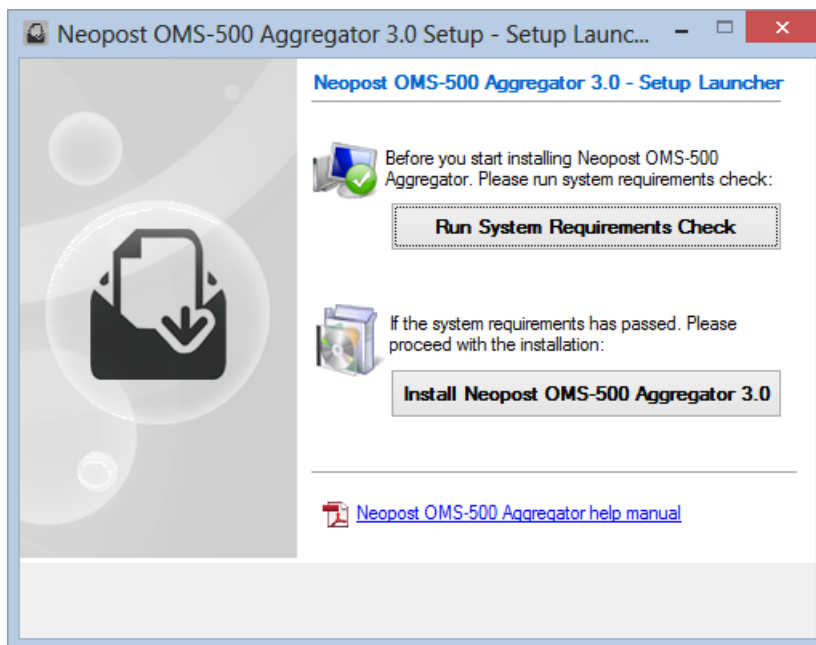 Neopost OMS-500 Aggregator 3.0 Setup - Setup Launc...
Neopost OMS-500 Aggregator 3.0 - Setup Launcher
Before you start installing Neopost OMS-500
Aggregator. Please run system requirements check:
Run System Requirements Check
If the system requirements has passed. Please
proceed with the installation:
Install Neopost OMS-500 Aggregator 3.0
Neopost OMS-500 Aggregator help manual